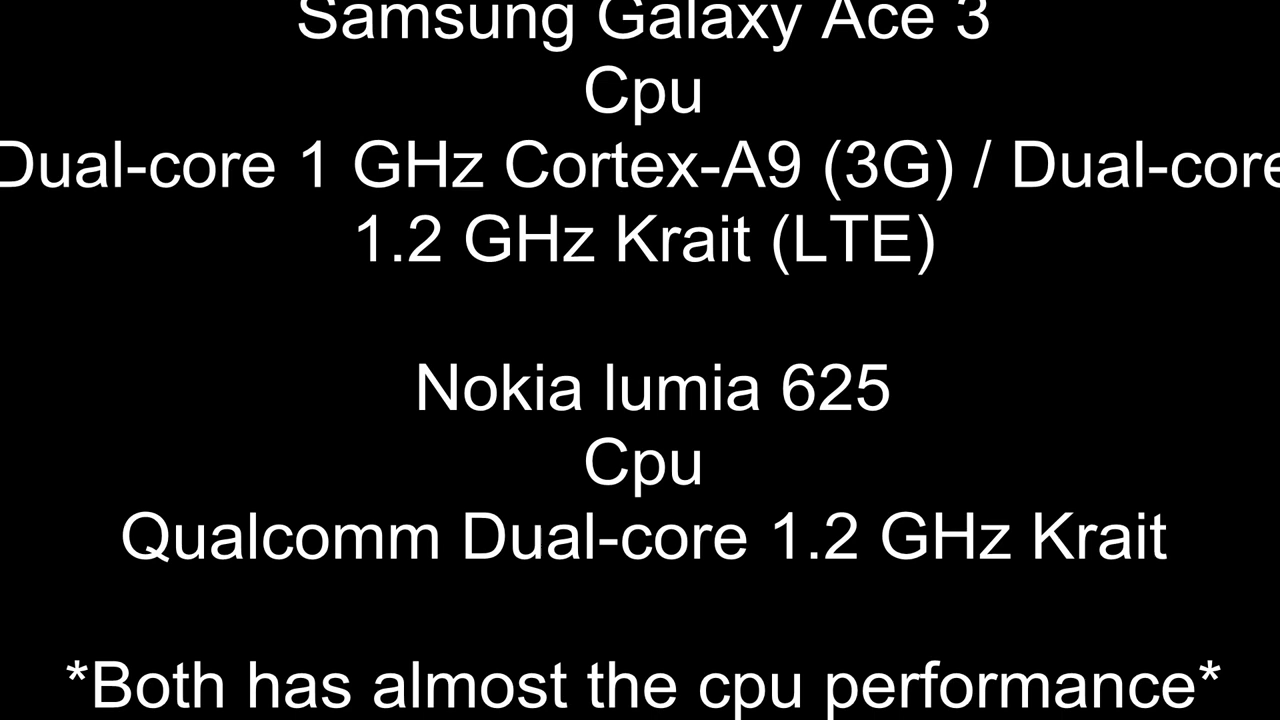 Samsung Galaxy Ace 3
Cpu
Dual-core 1 GHz Cortex-A9 (3G) / Dual-core
1.2 GHz Krait (LTE)
Nokia lumia 625
Cpu
Qualcomm Dual-core 1.2 GHz Krait
*Both has almost the cpu performance*